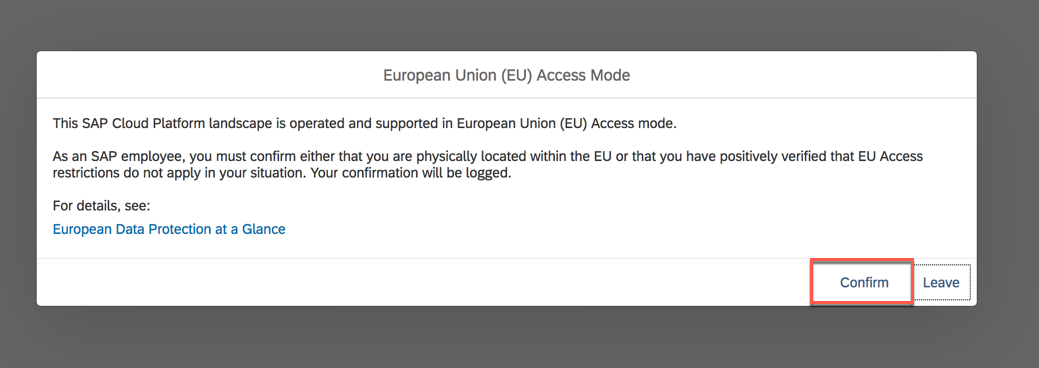 European Union (EU) Access Mode
This SAP Cloud Platform landscape is operated and supported in European Union (EU) Access mode.
As an SAP employee, you must confirm either that you are physically located within the EU or that you have positively verified that EU Access
restrictions do not apply in your situation. Your confirmation will be logged.
For details, see:
European Data Protection at a Glance
Confirm Leave